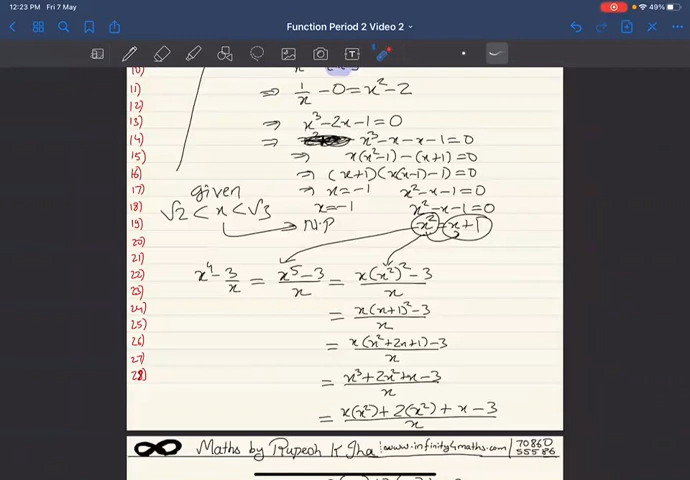 12:23 PM Fri 7 May
49%
Function Period 2 Video 2
10)
11) ⇒ 1/x - 0 = x² - 2
12)
13) ⇒ x³ - 2x - 1 = 0
14) ⇒ x³ - x - x - 1 = 0
15) ⇒ x(x² - 1) - (x + 1) = 0
16) ⇒ (x + 1)(x(x - 1) - 1) = 0
17) given ⇒ x = -1 x² - x - 1 = 0
18) √2 < x < √3 x = -1 x² - x - 1 = 0
19) → N.P x² = x + 1
20)
21)
22) x⁴ - 3/x = (x⁵ - 3)/x = (x(x²)² - 3)/x
23)
24) = (x(x + 1)² - 3)/x
25)
26) = (x(x² + 2x + 1) - 3)/x
27)
28) = (x³ + 2x² + x - 3)/x
= (x(x²) + 2(x²) + x - 3)/x
Maths by Rupesh K Jha | www.infinity4maths.com | 70860 55586